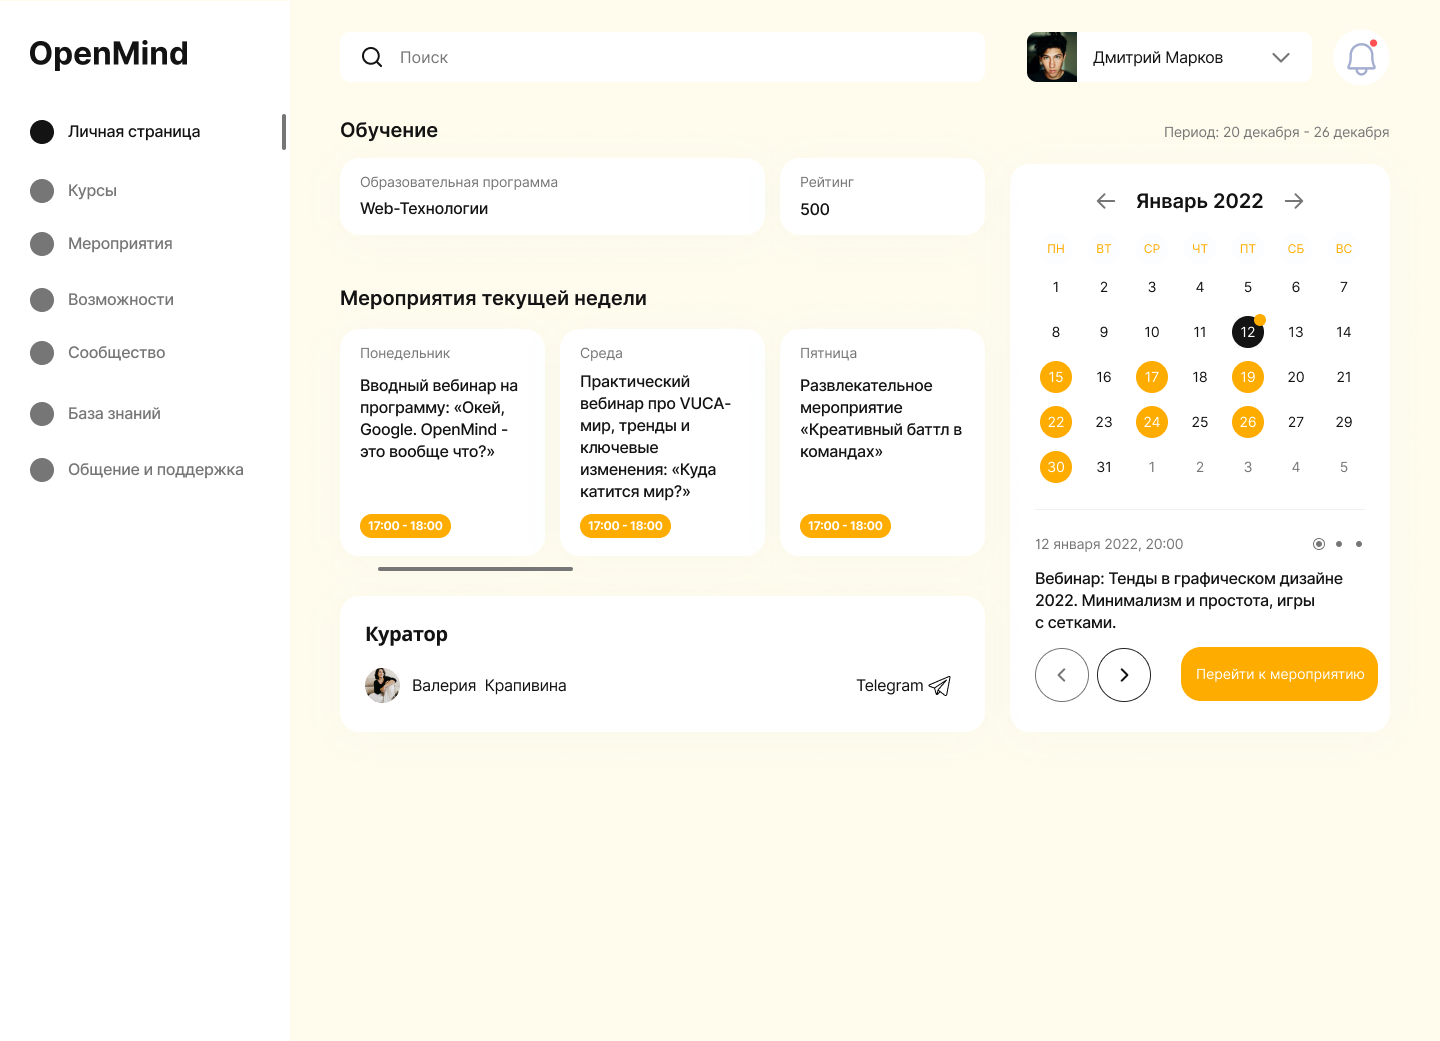 OpenMind
Личная страница
Курсы
Мероприятия
Возможности
Сообщество
База знаний
Общение и поддержка
Поиск
Дмитрий Марков
Обучение
Образовательная программа
Web-Технологии
Рейтинг
500
Мероприятия текущей недели
Понедельник
Вводный вебинар на
программу: «Окей,
Google. OpenMind -
это вообще что?»
17:00 - 18:00
Среда
Практический
вебинар про VUCA-
мир, тренды и
ключевые
изменения: «Куда
катится мир?»
17:00 - 18:00
Пятница
Развлекательное
мероприятие
«Креативный баттл в
командах»
17:00 - 18:00
Куратор
Валерия Крапивина
Telegram
Период: 20 декабря - 26 декабря
Январь 2022
ПН ВТ СР ЧТ ПТ СБ ВС
1 2 3 4 5 6 7
8 9 10 11 12 13 14
15 16 17 18 19 20 21
22 23 24 25 26 27 29
30 31 1 2 3 4 5
12 января 2022, 20:00
Вебинар: Тенды в графическом дизайне
2022. Минимализм и простота, игры
с сетками.
Перейти к мероприятию